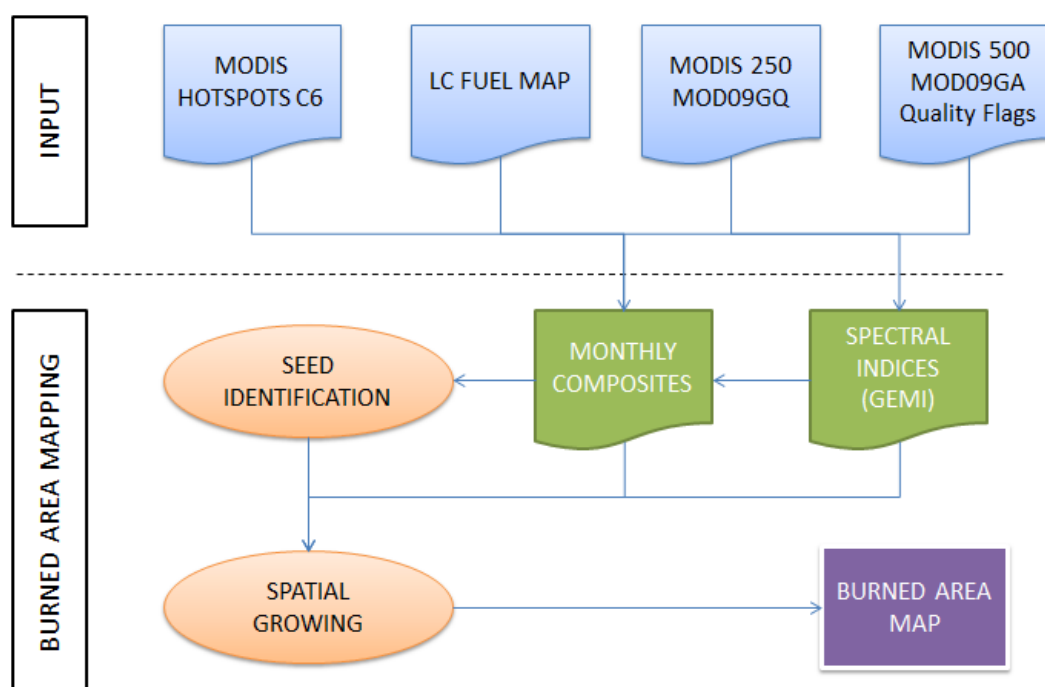 INPUT
MODIS
HOTSPOTS C6
LC FUEL MAP
MODIS 250
MOD09GQ
MODIS 500
MOD09GA
Quality Flags
BURNED AREA MAPPING
SEED
IDENTIFICATION
MONTHLY
COMPOSITES
SPECTRAL
INDICES
(GEMI)
SPATIAL
GROWING
BURNED AREA
MAP